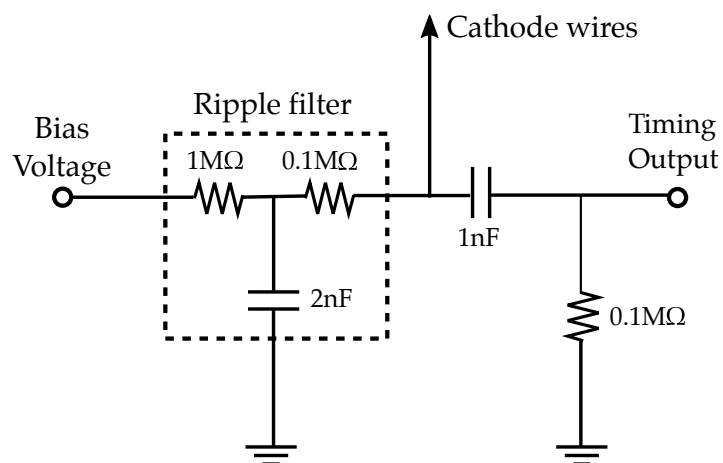 Cathode wires
Ripple filter
Bias
Voltage
1MΩ
0.1MΩ
Timing
Output
1nF
2nF
0.1MΩ